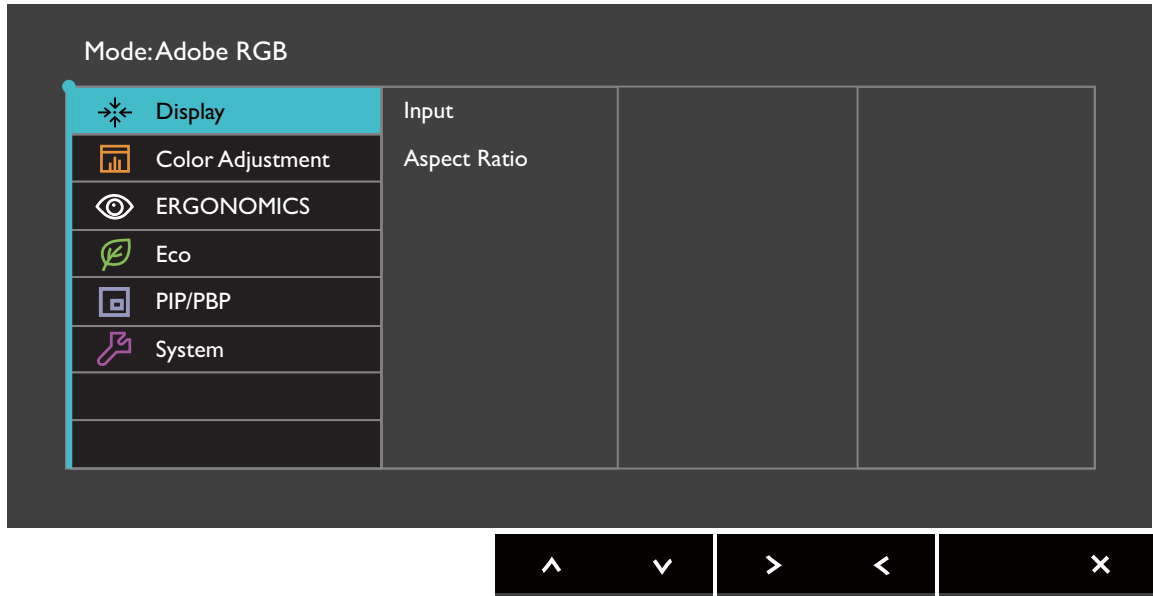 Mode: Adobe RGB
Display
Input
Color Adjustment
Aspect Ratio
ERGONOMICS
Eco
PIP/PBP
System